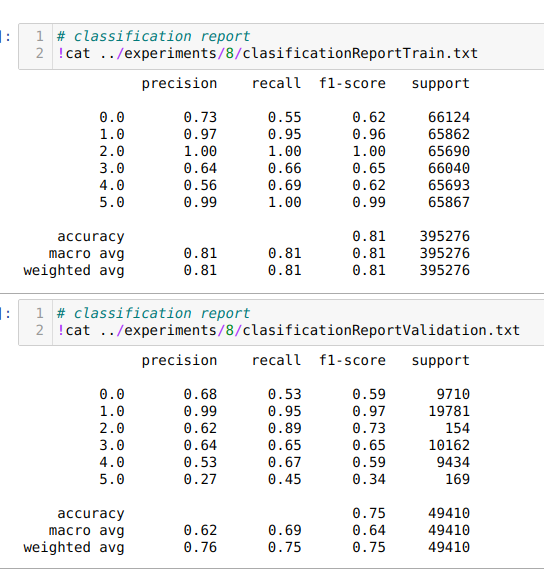 ]: 1 # classification report
2 !cat ../experiments/8/clasificationReportTrain.txt
precision recall f1-score support
0.0 0.73 0.55 0.62 66124
1.0 0.97 0.95 0.96 65862
2.0 1.00 1.00 1.00 65690
3.0 0.64 0.66 0.65 66040
4.0 0.56 0.69 0.62 65693
5.0 0.99 1.00 0.99 65867
accuracy 0.81 395276
macro avg 0.81 0.81 0.81 395276
weighted avg 0.81 0.81 0.81 395276
]: 1 # classification report
2 !cat ../experiments/8/clasificationReportValidation.txt
precision recall f1-score support
0.0 0.68 0.53 0.59 9710
1.0 0.99 0.95 0.97 19781
2.0 0.62 0.89 0.73 154
3.0 0.64 0.65 0.65 10162
4.0 0.53 0.67 0.59 9434
5.0 0.27 0.45 0.34 169
accuracy 0.75 49410
macro avg 0.62 0.69 0.64 49410
weighted avg 0.76 0.75 0.75 49410